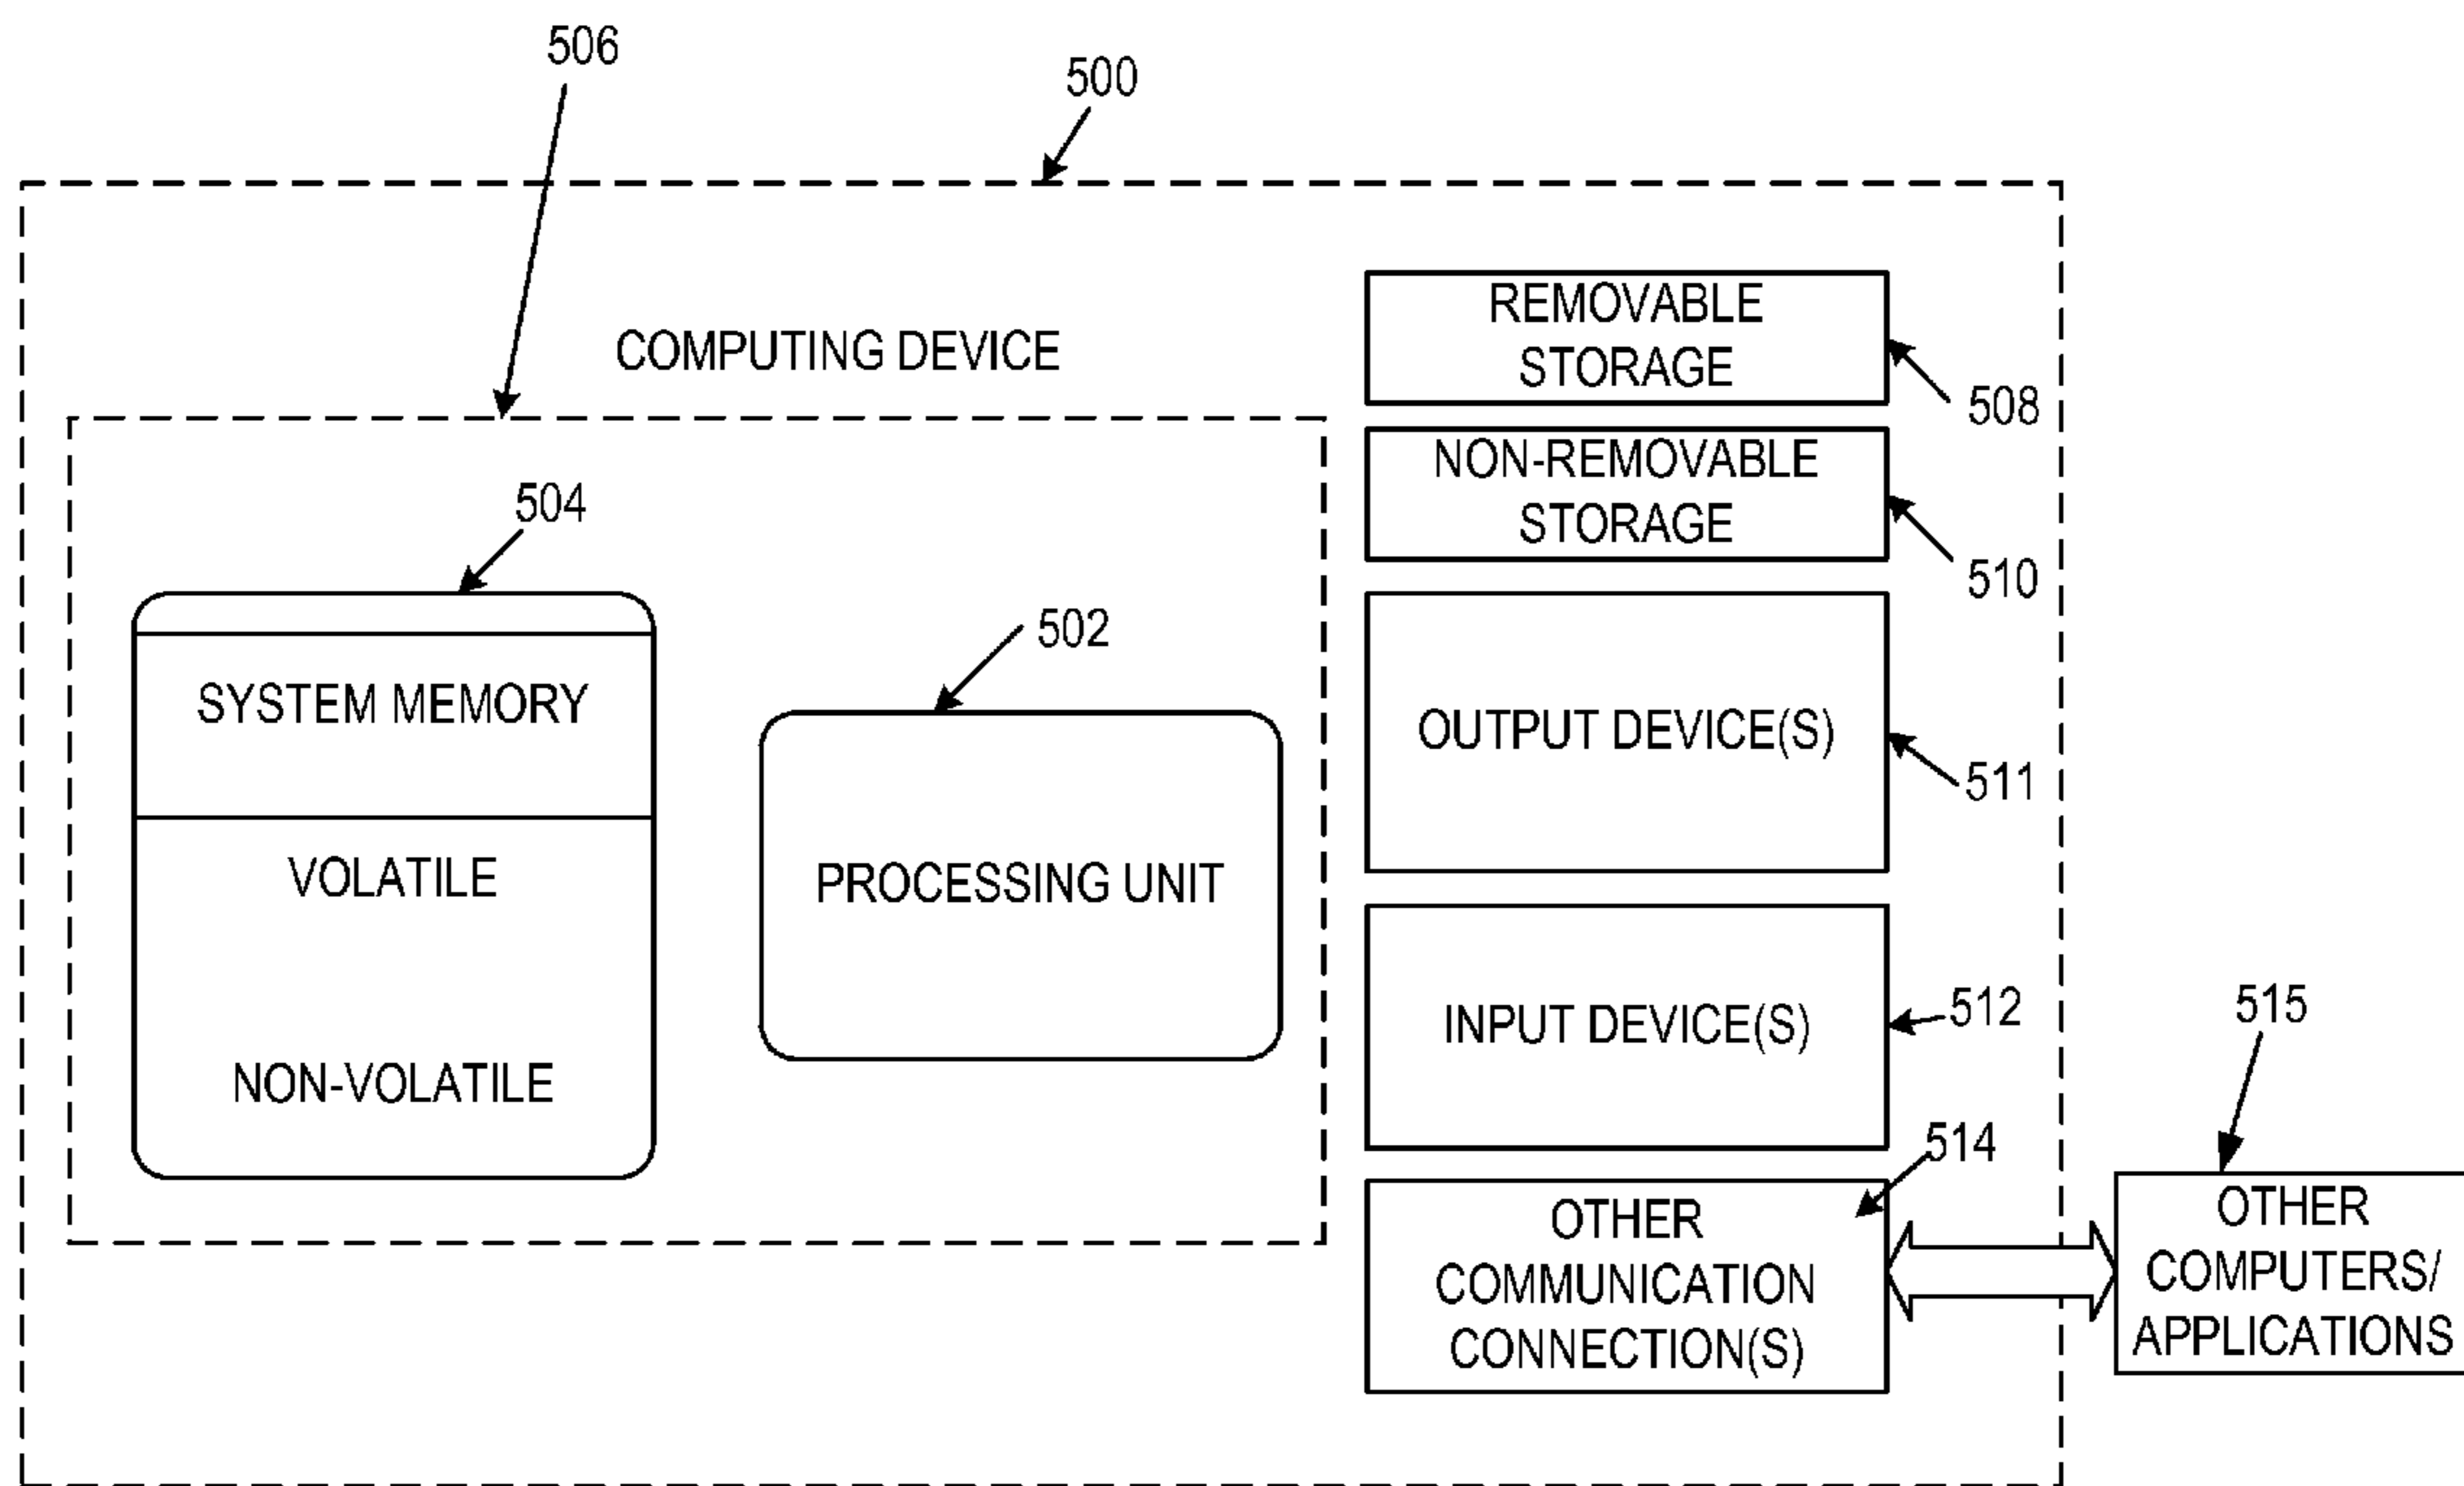 506
500
COMPUTING DEVICE
REMOVABLE
STORAGE
508
NON-REMOVABLE
STORAGE
510
504
SYSTEM MEMORY
VOLATILE
NON-VOLATILE
502
PROCESSING UNIT
OUTPUT DEVICE(S)
511
INPUT DEVICE(S)
512
514
OTHER
COMMUNICATION
CONNECTION(S)
515
OTHER
COMPUTERS/
APPLICATIONS